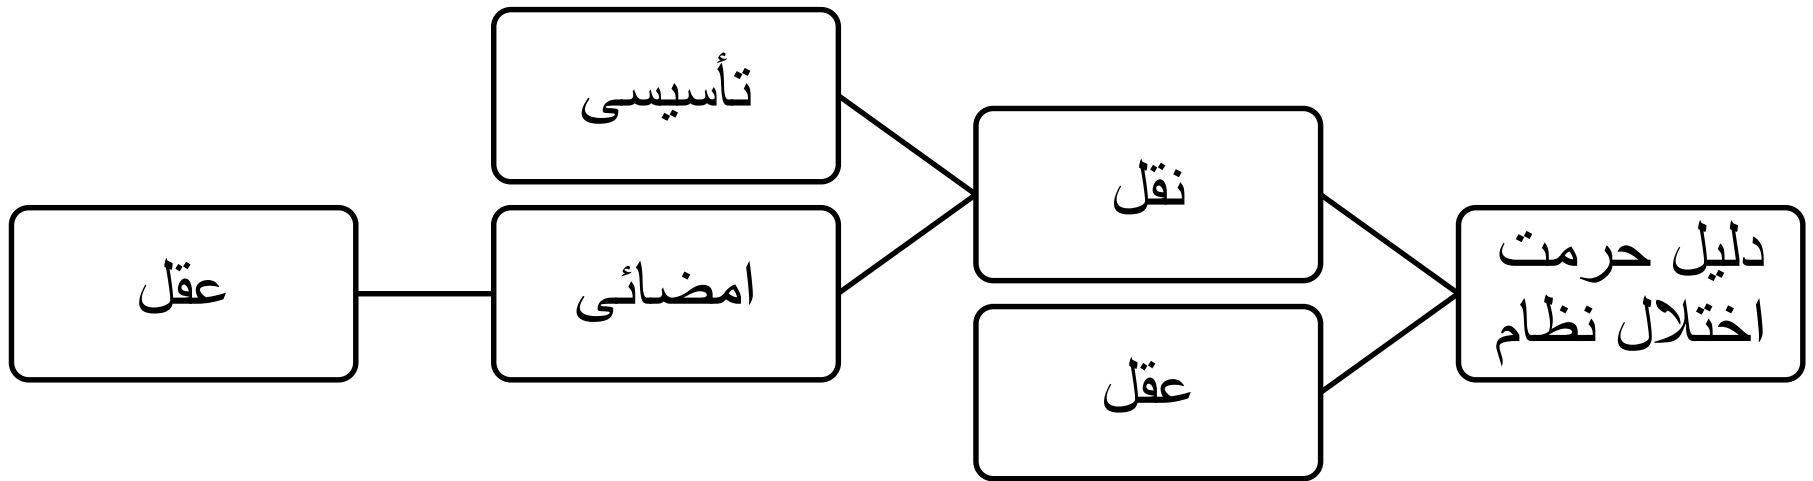 دلیل حرمت
اختلال نظام
نقل
عقل
تأسیسی
امضائی
عقل